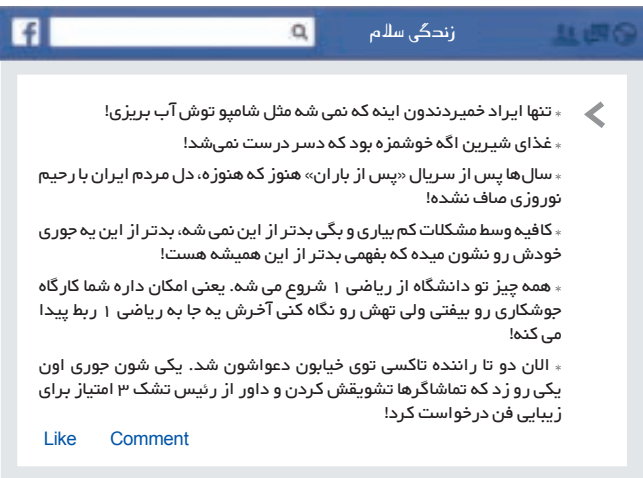 f زندگی سلام
* تنها ایراد خمیردندون اینه که نمی شه مثل شامپو توش آب بریزی!
* غذای شیرین اگه خوشمزه بود که دسر درست نمی‌شد!
* سال‌ها پس از سریال «پس از باران» هنوز که هنوزه، دل مردم ایران با رحیم
نوروزی صاف نشده!
* کافیه وسط مشکلات کم بیاری و بگی بدتر از این نمی شه، بدتر از این یه جوری
خودش رو نشون میده که بفهمی بدتر از این همیشه هست!
* همه چیز تو دانشگاه از ریاضی ۱ شروع می شه. یعنی امکان داره شما کارگاه
جوشکاری رو بیفتی ولی تهش رو نگاه کنی آخرش یه جا به ریاضی ۱ ربط پیدا
می کنه!
* الان دو تا راننده تاکسی توی خیابون دعواشون شد. یکی شون جوری اون
یکی رو زد که تماشاگرها تشویقش کردن و داور از رئیس تشک ۳ امتیاز برای
زیبایی فن درخواست کرد!
Like Comment